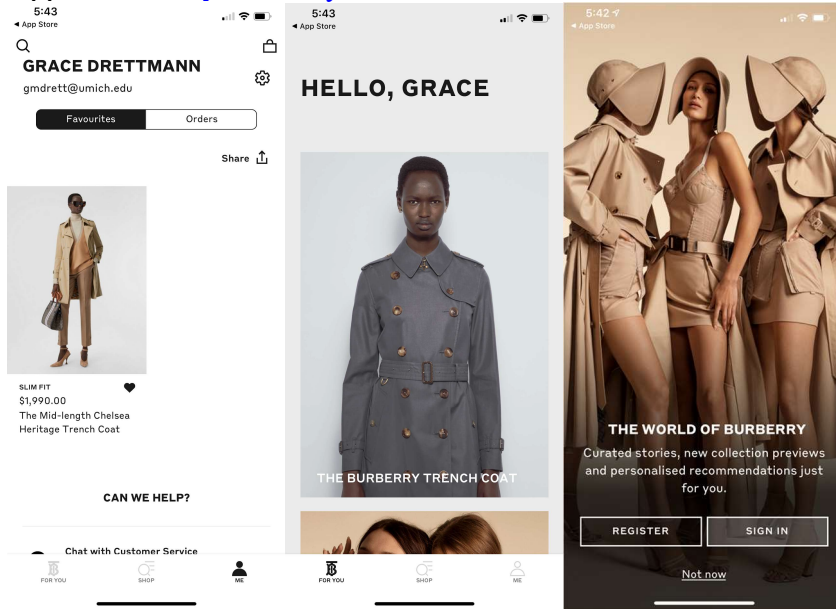 5:43
App Store
GRACE DRETTMANN
gmdrett@umich.edu
Favourites
Orders
Share
SLIM FIT
$1,990.00
The Mid-length Chelsea
Heritage Trench Coat
CAN WE HELP?
Chat with Customer Service
FOR YOU
SHOP
ME
5:43
App Store
HELLO, GRACE
THE BURBERRY TRENCH COAT
FOR YOU
SHOP
ME
5:42
App Store
THE WORLD OF BURBERRY
Curated stories, new collection previews
and personalised recommendations just
for you.
REGISTER
SIGN IN
Not now